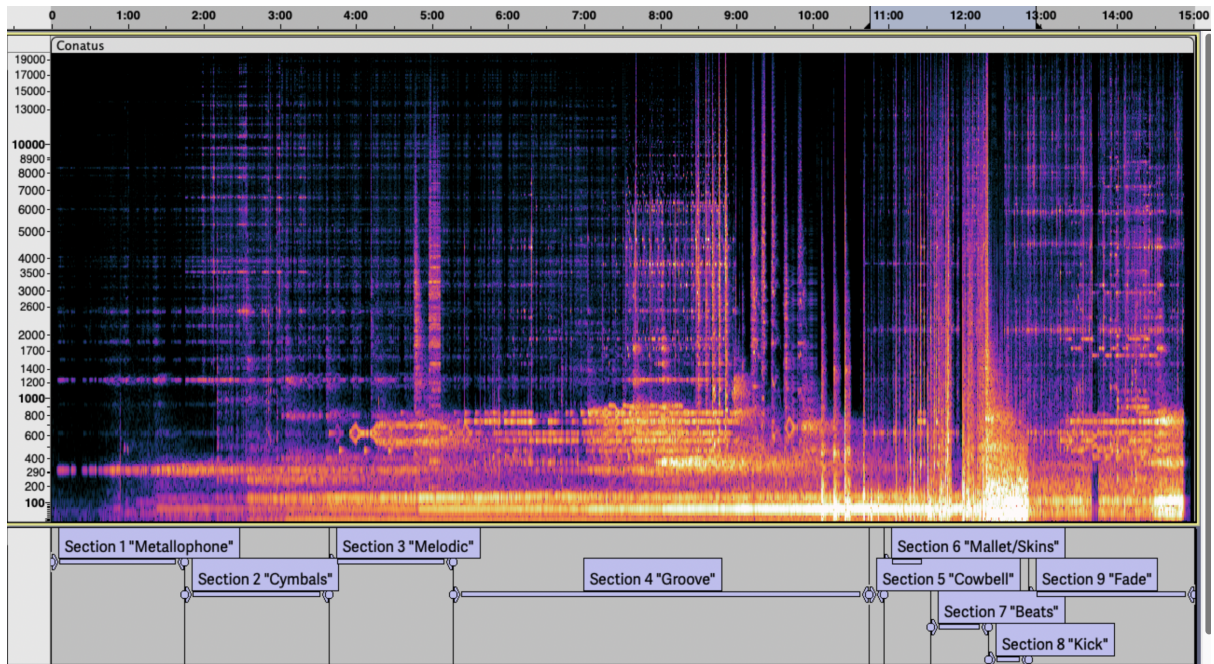 0 1:00 2:00 3:00 4:00 5:00 6:00 7:00 8:00 9:00 10:00 11:00 12:00 13:00 14:00 15:00
Conatus
19000
17000
15000
13000
10000
8900
8000
7000
6000
5000
4000
3500
3000
2600
2000
1700
1400
1200
1000
800
600
400
290
200
100
Section 1 "Metallophone"
Section 3 "Melodic"
Section 6 "Mallet/Skins"
Section 2 "Cymbals"
Section 4 "Groove"
Section 5 "Cowbell"
Section 9 "Fade"
Section 7 "Beats"
Section 8 "Kick"